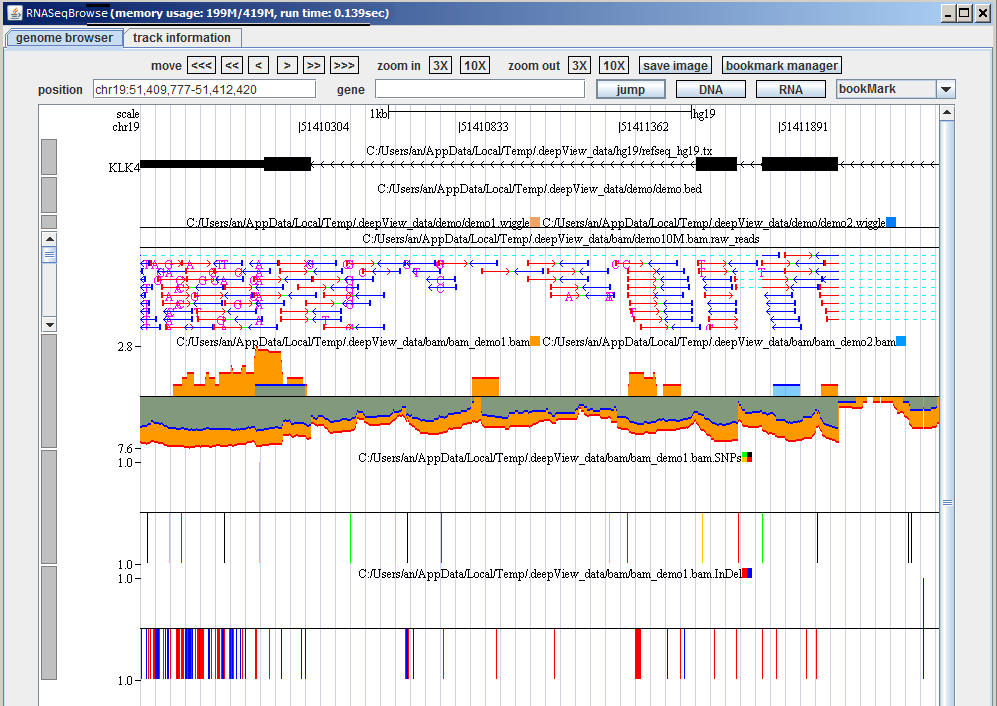 RNASeqBrowse (memory usage: 199M/419M, run time: 0.139sec)
genome browser track information
move <<< << < > >> >>> zoom in 3X 10X zoom out 3X 10X save image bookmark manager
position chr19:51,409,777-51,412,420 gene jump DNA RNA bookMark
scale 1kb hg19
chr19 |51410304 |51410833 |51411362 |51411891
C:/Users/an/AppData/Local/Temp/.deepView_data/hg19/refseq_hg19.tx
KLK4
C:/Users/an/AppData/Local/Temp/.deepView_data/demo/demo.bed
C:/Users/an/AppData/Local/Temp/.deepView_data/demo/demo1.wiggle C:/Users/an/AppData/Local/Temp/.deepView_data/demo/demo2.wiggle
C:/Users/an/AppData/Local/Temp/.deepView_data/bam/demo10M.bam.raw_reads
2.8 C:/Users/an/AppData/Local/Temp/.deepView_data/bam/bam_demo1.bam C:/Users/an/AppData/Local/Temp/.deepView_data/bam/bam_demo2.bam
7.6
1.0 C:/Users/an/AppData/Local/Temp/.deepView_data/bam/bam_demo1.bam.SNPs
1.0
1.0 C:/Users/an/AppData/Local/Temp/.deepView_data/bam/bam_demo1.bam.InDel
1.0